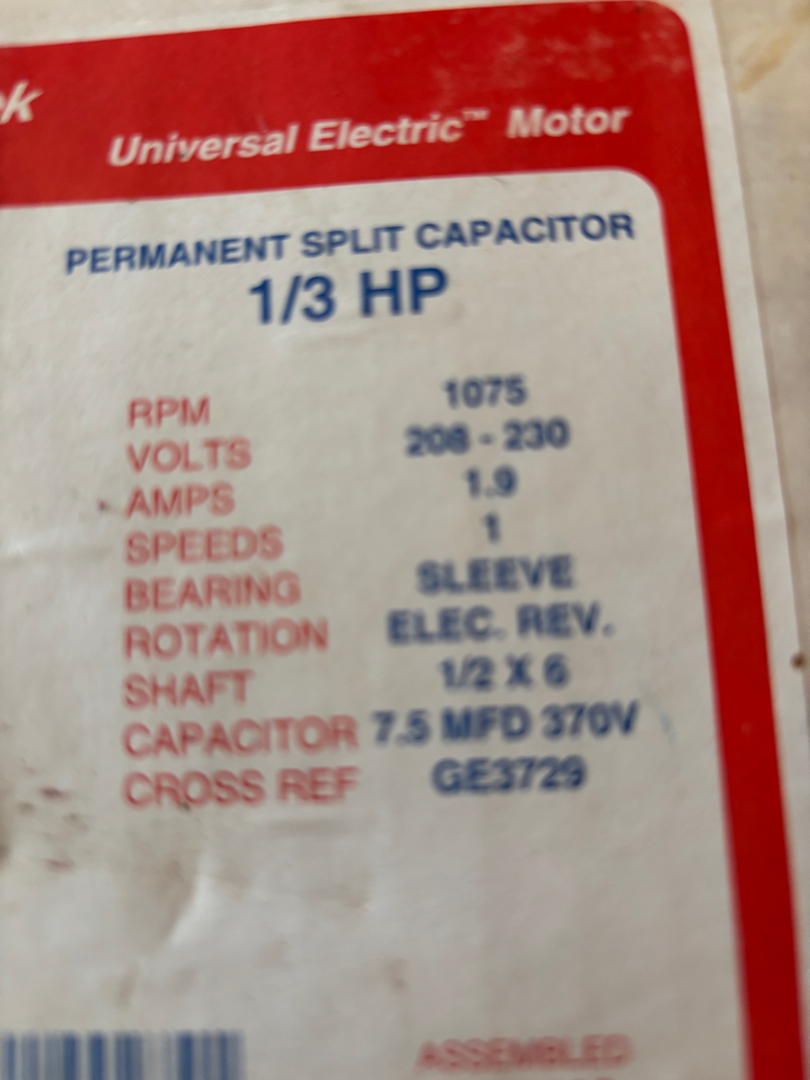 ek
Universal Electric™ Motor
PERMANENT SPLIT CAPACITOR
1/3 HP
RPM 1075
VOLTS 208 - 230
AMPS 1.9
SPEEDS 1
BEARING SLEEVE
ROTATION ELEC. REV.
SHAFT 1/2 X 6
CAPACITOR 7.5 MFD 370V
CROSS REF GE3729
ASSEMBLED